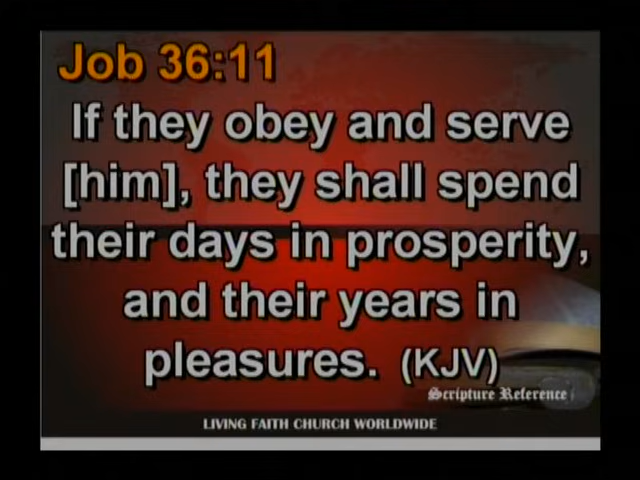 Job 36:11
If they obey and serve
[him], they shall spend
their days in prosperity,
and their years in
pleasures. (KJV)
Scripture Reference
LIVING FAITH CHURCH WORLDWIDE